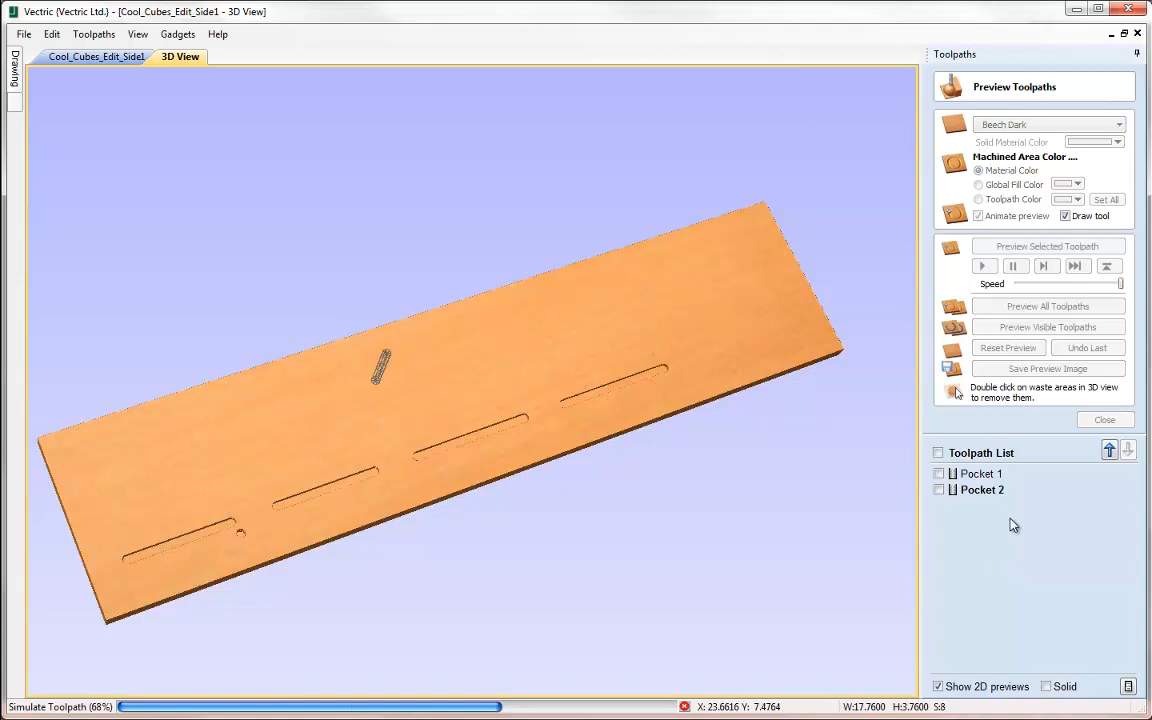 Vectric {Vectric Ltd.} - [Cool_Cubes_Edit_Side1 - 3D View]
File Edit Toolpaths View Gadgets Help
Cool_Cubes_Edit_Side1 3D View
Drawing
Toolpaths
Preview Toolpaths
Beech Dark
Solid Material Color
Machined Area Color ....
Material Color
Global Fill Color
Toolpath Color Set All
Animate preview Draw tool
Preview Selected Toolpath
Speed
Preview All Toolpaths
Preview Visible Toolpaths
Reset Preview Undo Last
Save Preview Image
Double click on waste areas in 3D view
to remove them.
Close
Toolpath List
Pocket 1
Pocket 2
Show 2D previews Solid
Simulate Toolpath (68%) X: 23.6616 Y: 7.4764 W:17.7600 H:3.7600 S:8